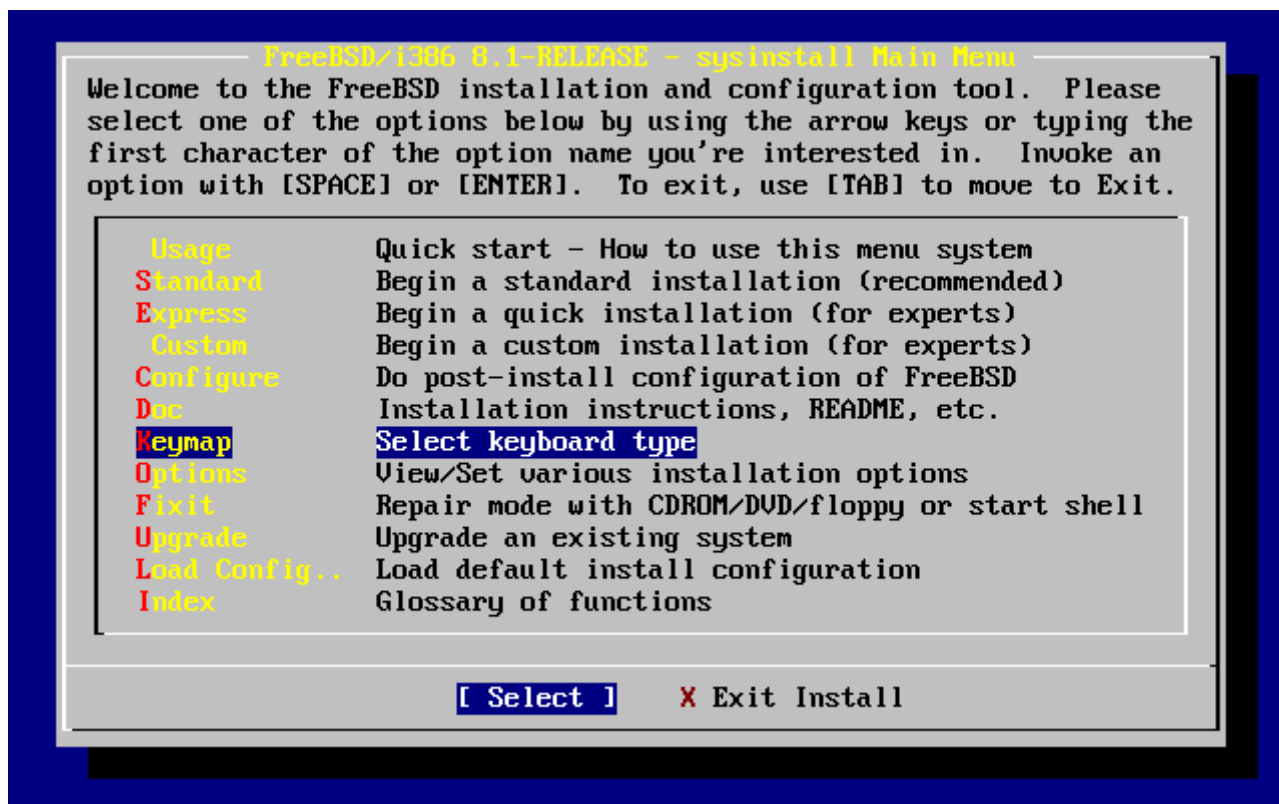 FreeBSD/i386 8.1-RELEASE - sysinstall Main Menu
Welcome to the FreeBSD installation and configuration tool.  Please
select one of the options below by using the arrow keys or typing the
first character of the option name you're interested in.  Invoke an
option with [SPACE] or [ENTER].  To exit, use [TAB] to move to Exit.
Usage Quick start - How to use this menu system
Standard Begin a standard installation (recommended)
Express Begin a quick installation (for experts)
Custom Begin a custom installation (for experts)
Configure Do post-install configuration of FreeBSD
Doc Installation instructions, README, etc.
Keymap Select keyboard type
Options View/Set various installation options
Fixit Repair mode with CDROM/DVD/floppy or start shell
Upgrade Upgrade an existing system
Load Config.. Load default install configuration
Index Glossary of functions
[ Select ] X Exit Install